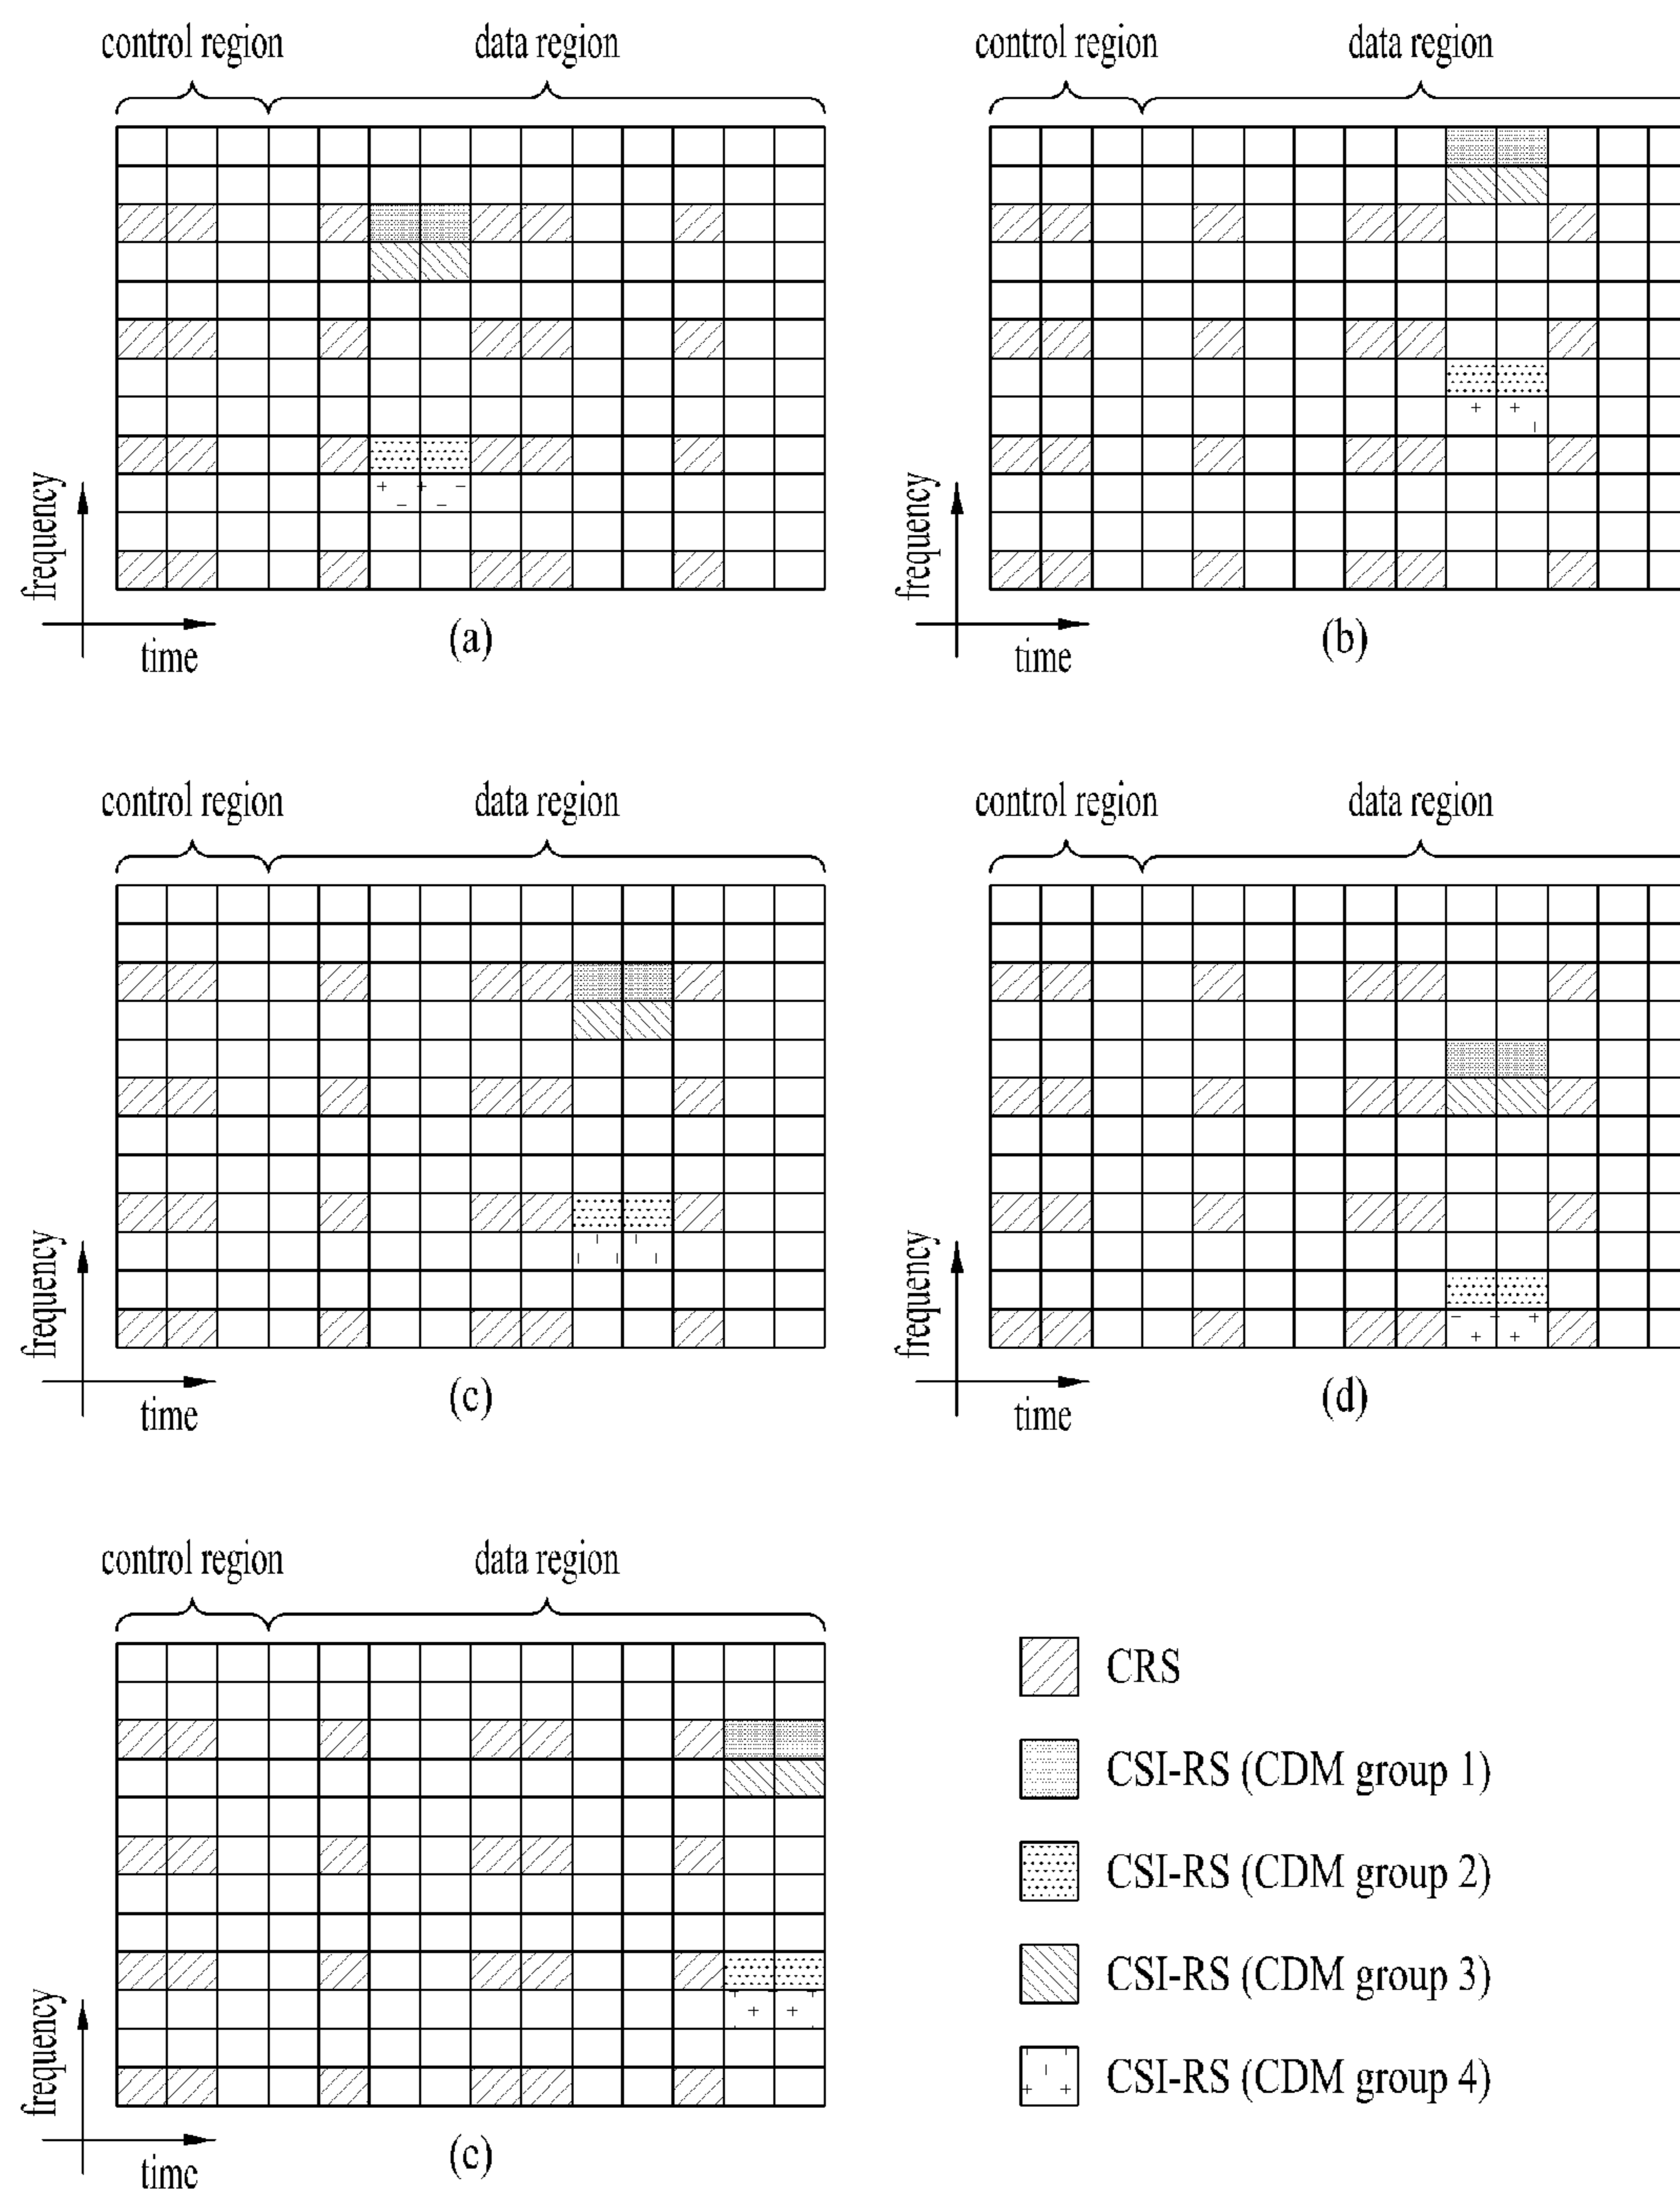 control region
data region
control region
data region
frequency
time
(a)
frequency
time
(b)
control region
data region
control region
data region
frequency
time
(c)
frequency
time
(d)
control region
data region
frequency
time
(c)
CRS
CSI-RS (CDM group 1)
CSI-RS (CDM group 2)
CSI-RS (CDM group 3)
CSI-RS (CDM group 4)